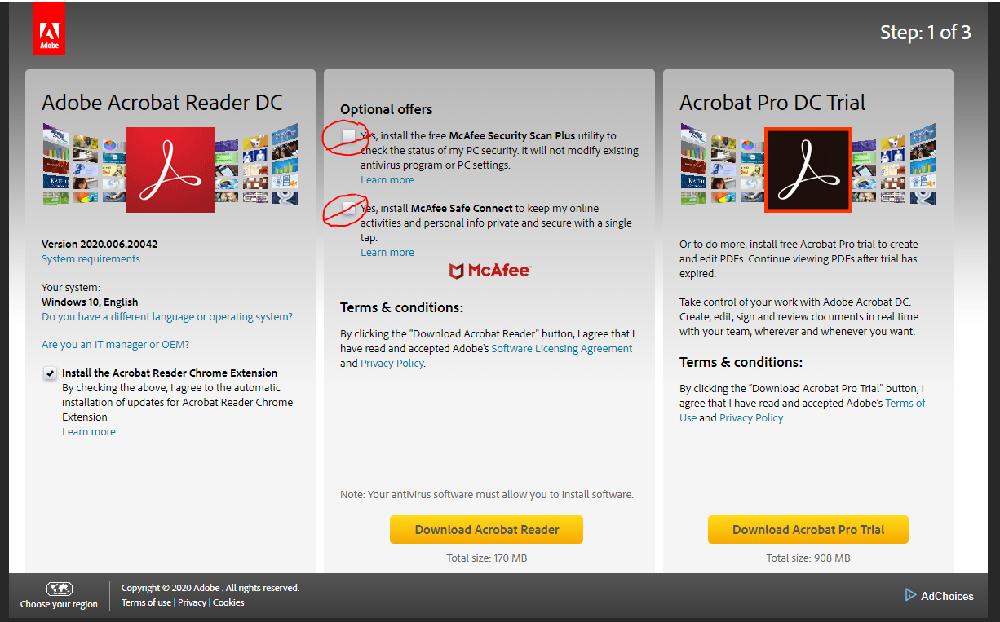 Adobe
Step: 1 of 3
Adobe Acrobat Reader DC
Version 2020.006.20042
System requirements
Your system:
Windows 10, English
Do you have a different language or operating system?
Are you an IT manager or OEM?
Install the Acrobat Reader Chrome Extension
By checking the above, I agree to the automatic
installation of updates for Acrobat Reader Chrome
Extension
Learn more
Optional offers
Yes, install the free McAfee Security Scan Plus utility to
check the status of my PC security. It will not modify existing
antivirus program or PC settings.
Learn more
Yes, install McAfee Safe Connect to keep my online
activities and personal info private and secure with a single
tap.
Learn more
McAfee™
Terms & conditions:
By clicking the "Download Acrobat Reader" button, I agree that I
have read and accepted Adobe's Software Licensing Agreement
and Privacy Policy.
Note: Your antivirus software must allow you to install software.
Download Acrobat Reader
Total size: 170 MB
Acrobat Pro DC Trial
Or to do more, install free Acrobat Pro trial to create
and edit PDFs. Continue viewing PDFs after trial has
expired.
Take control of your work with Adobe Acrobat DC.
Create, edit, sign and review documents in real time
with your team, wherever and whenever you want.
Terms & conditions:
By clicking the "Download Acrobat Pro Trial" button, I
agree that I have read and accepted Adobe's Terms of
Use and Privacy Policy
Download Acrobat Pro Trial
Total size: 908 MB
Choose your region
Copyright © 2020 Adobe . All rights reserved.
Terms of use | Privacy | Cookies
AdChoices